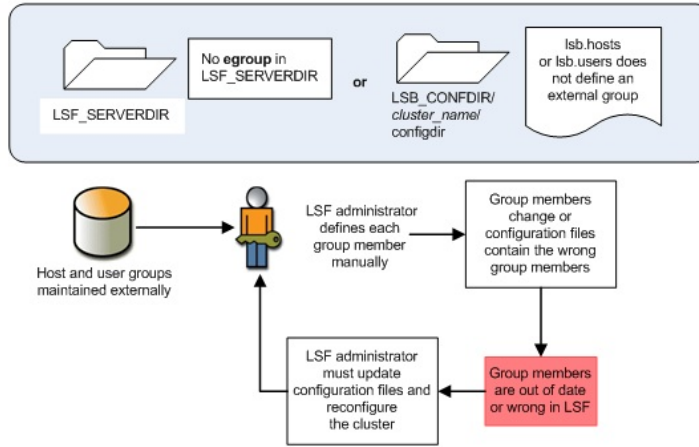 No egroup in
LSF_SERVERDIR
LSF_SERVERDIR
or
LSB_CONFDIR/
cluster_name/
configdir
lsb.hosts
or lsb.users does
not define an
external group
Host and user groups
maintained externally
LSF administrator
defines each
group member
manually
Group members
change or
configuration files
contain the wrong
group members
Group members
are out of date
or wrong in LSF
LSF administrator
must update
configuration files and
reconfigure
the cluster